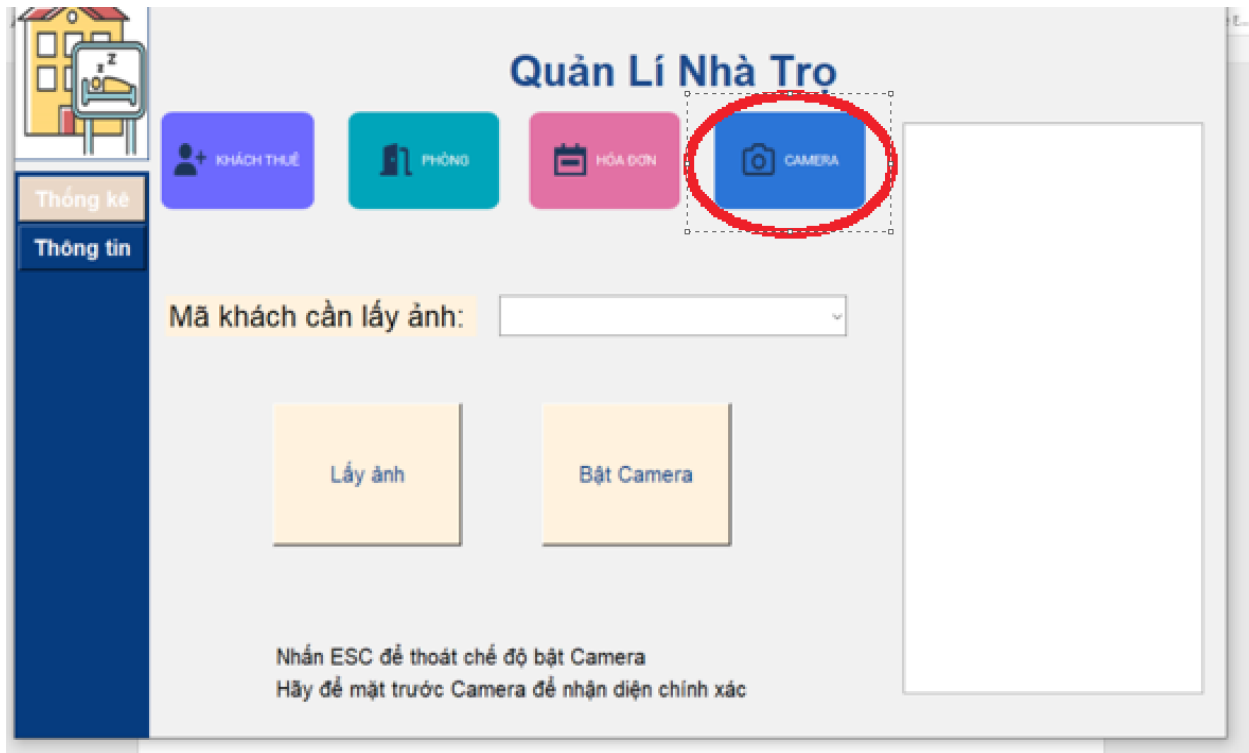 Quản Lí Nhà Trọ
KHÁCH THUÊ
PHÒNG
HÓA ĐƠN
CAMERA
Thống kê
Thông tin
Mã khách cần lấy ảnh:
Lấy ảnh
Bật Camera
Nhấn ESC để thoát chế độ bật Camera
Hãy để mặt trước Camera để nhận diện chính xác